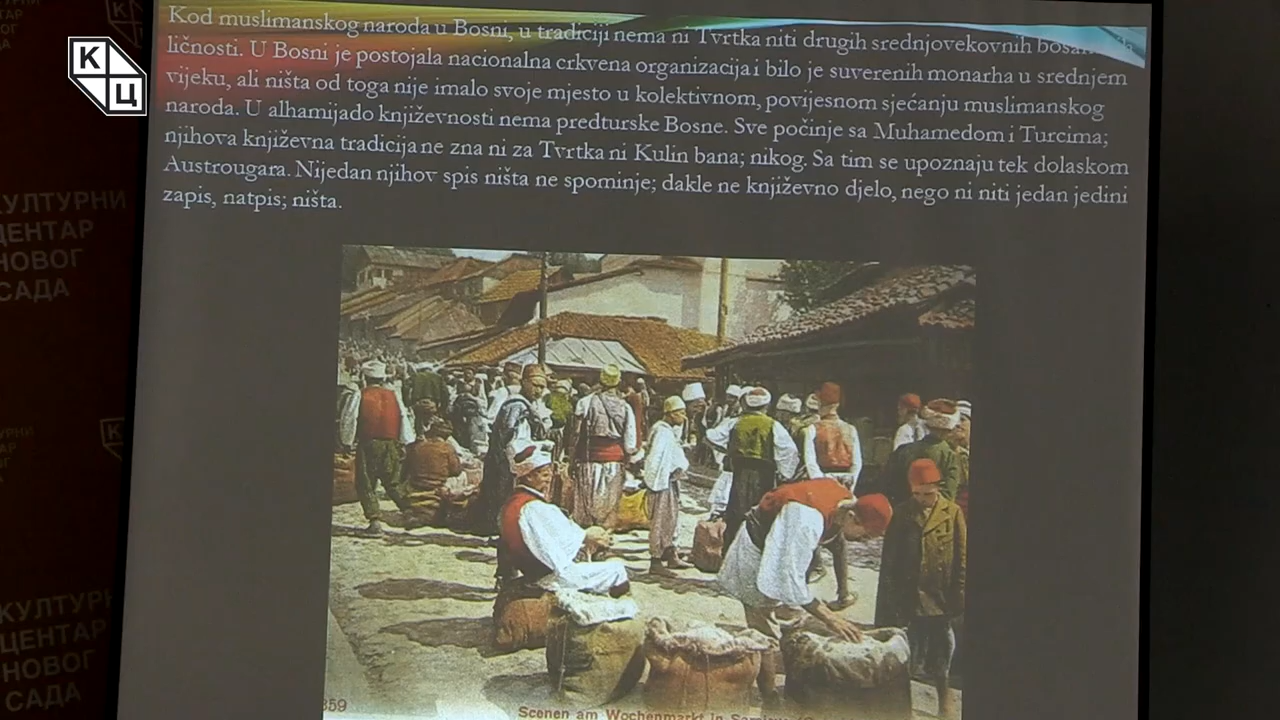 Kod muslimanskog naroda u Bosni, u tradiciji nema ni Tvrtka niti drugih srednjovekovnih
ličnosti. U Bosni je postojala nacionalna crkvena organizacija i bilo je suverenih monarha u srednjem
vijeku, ali ništa od toga nije imalo svoje mjesto u kolektivnom, povijesnom sjećanju muslimanskog
naroda. U alhamijado književnosti nema predturske Bosne. Sve počinje sa Muhamedom i Turcima;
njihova književna tradicija ne zna ni za Tvrtka ni Kulin bana; nikog. Sa tim se upoznaju tek dolaskom
Austrougara. Nijedan njihov spis ništa ne spominje; dakle ne književno djelo, nego ni niti jedan jedini
zapis, natpis; ništa.
К
Ц
КУЛТУРНИ
ЦЕНТАР
НОВОГ
САДА
КУЛТУРН
ЦЕНТАР
НОВОГ
САДА
359
Scenen am Wochenmarkt in